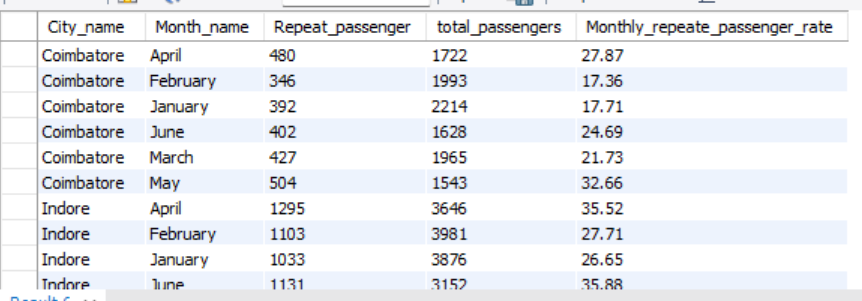 City_name Month_name Repeat_passenger total_passengers Monthly_repeate_passenger_rate
Coimbatore April 480 1722 27.87
Coimbatore February 346 1993 17.36
Coimbatore January 392 2214 17.71
Coimbatore June 402 1628 24.69
Coimbatore March 427 1965 21.73
Coimbatore May 504 1543 32.66
Indore April 1295 3646 35.52
Indore February 1103 3981 27.71
Indore January 1033 3876 26.65
Indore June 1131 3152 35.88
Result 6